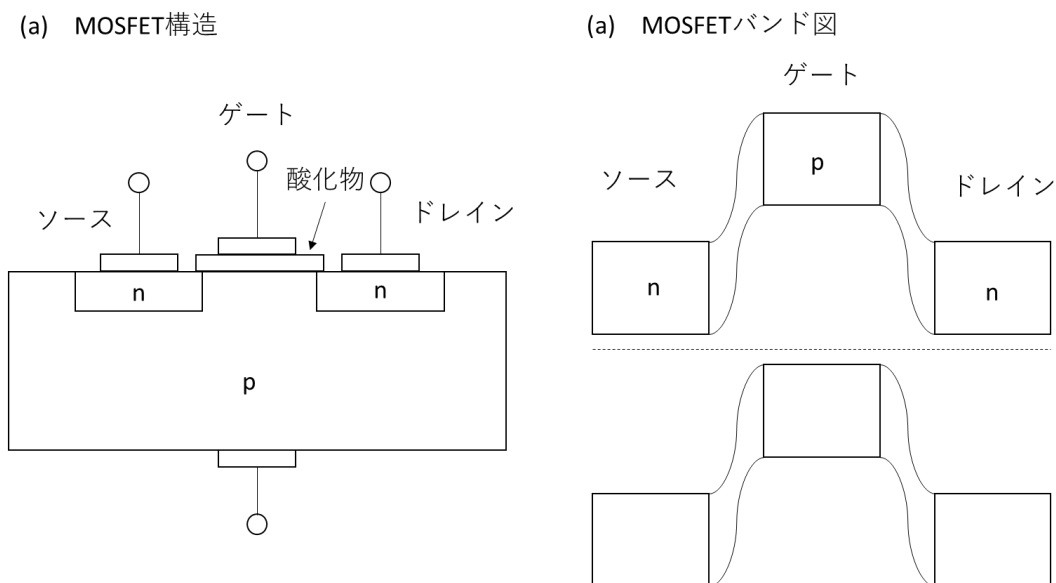 (a) MOSFET構造
ゲート
酸化物
ソース
ドレイン
n
n
p
(a) MOSFETバンド図
ゲート
p
ソース
ドレイン
n
n